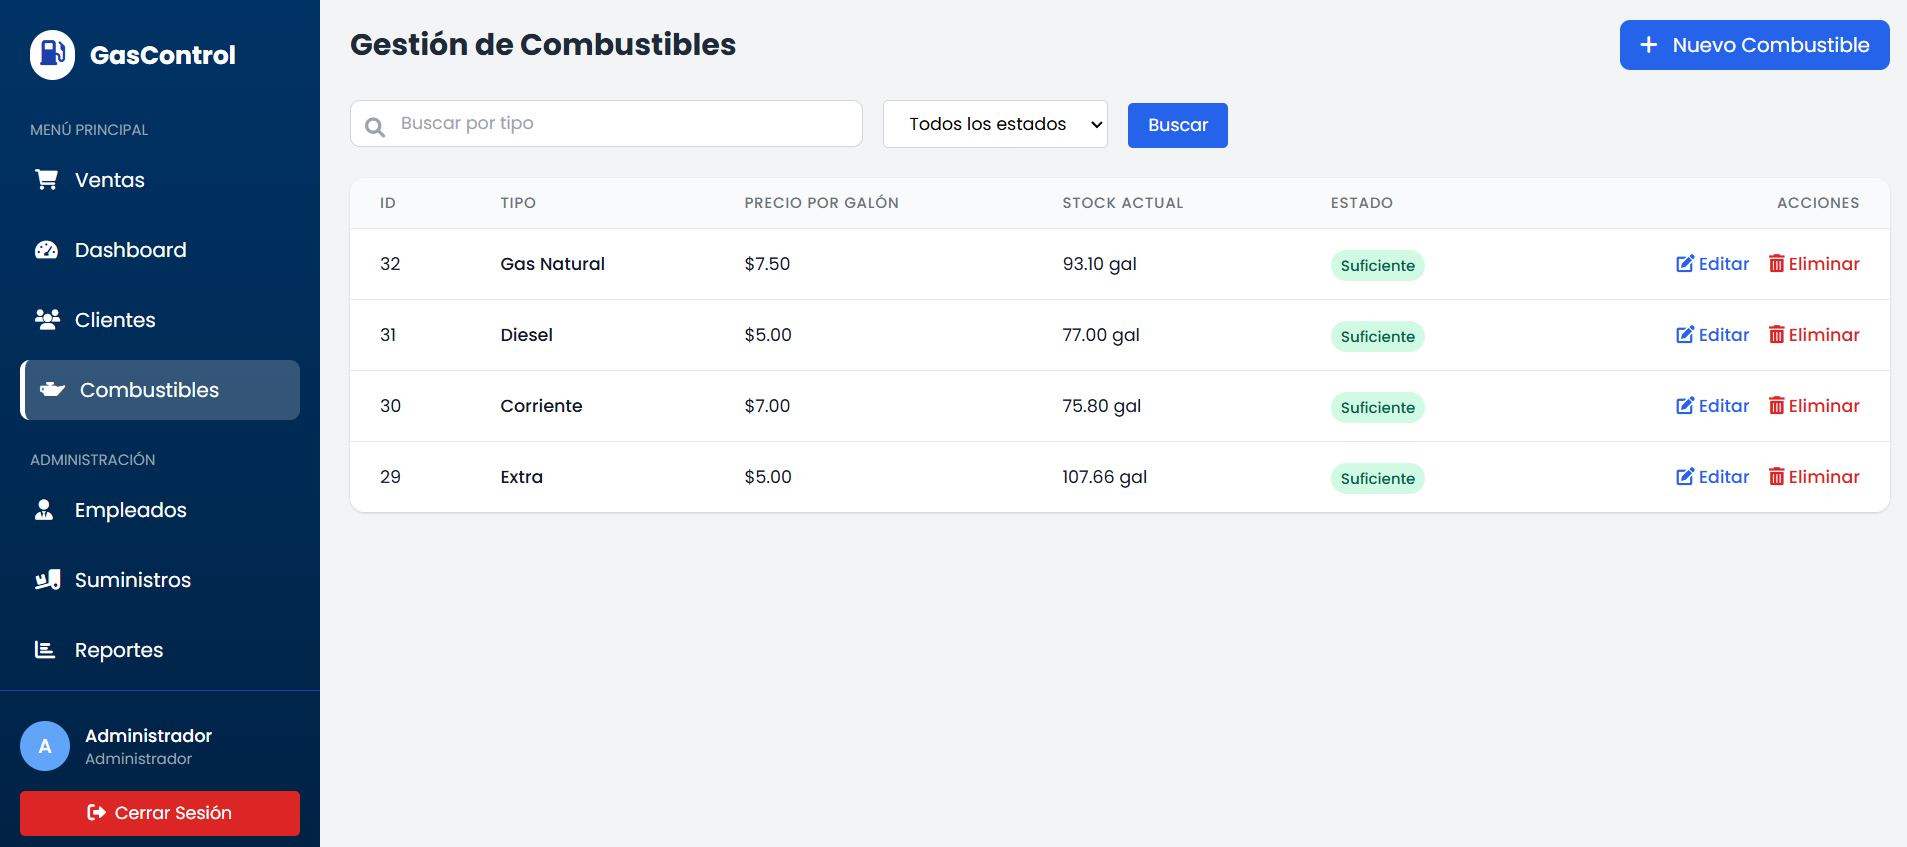 GasControl
MENÚ PRINCIPAL
Ventas
Dashboard
Clientes
Combustibles
ADMINISTRACIÓN
Empleados
Suministros
Reportes
A
Administrador
Administrador
Cerrar Sesión
Gestión de Combustibles
+ Nuevo Combustible
Buscar por tipo
Todos los estados
Buscar
ID TIPO PRECIO POR GALÓN STOCK ACTUAL ESTADO ACCIONES
32 Gas Natural $7.50 93.10 gal Suficiente Editar Eliminar
31 Diesel $5.00 77.00 gal Suficiente Editar Eliminar
30 Corriente $7.00 75.80 gal Suficiente Editar Eliminar
29 Extra $5.00 107.66 gal Suficiente Editar Eliminar